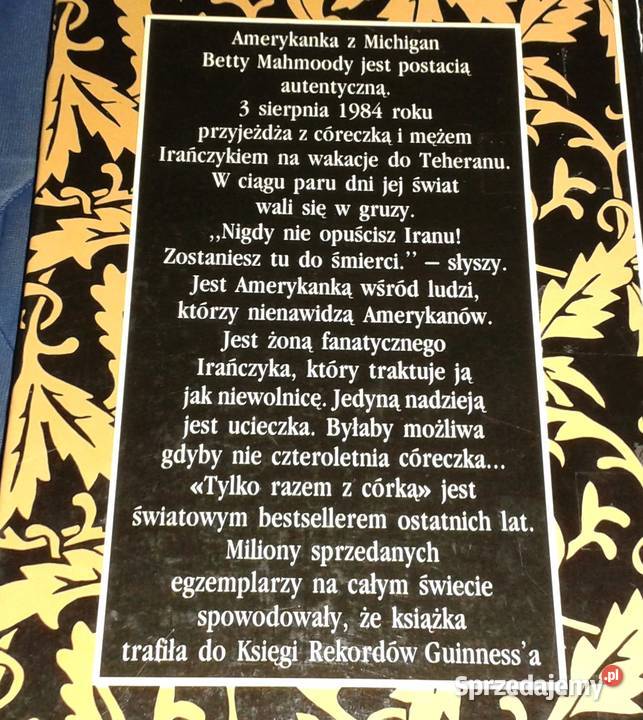 Amerykanka z Michigan
Betty Mahmoody jest postacią
autentyczną.
3 sierpnia 1984 roku
przyjeżdża z córeczką i mężem
Irańczykiem na wakacje do Teheranu.
W ciągu paru dni jej świat
wali się w gruzy.
„Nigdy nie opuścisz Iranu!
Zostaniesz tu do śmierci.” — słyszy.
Jest Amerykanką wśród ludzi,
którzy nienawidzą Amerykanów.
Jest żoną fanatycznego
Irańczyka, który traktuje ją
jak niewolnicę. Jedyną nadzieją
jest ucieczka. Byłaby możliwa
gdyby nie czteroletnia córeczka...
«Tylko razem z córką» jest
światowym bestsellerem ostatnich lat.
Miliony sprzedanych
egzemplarzy na całym świecie
spowodowały, że książka
trafiła do Księgi Rekordów Guinness'a
Sprzedajemy.pl